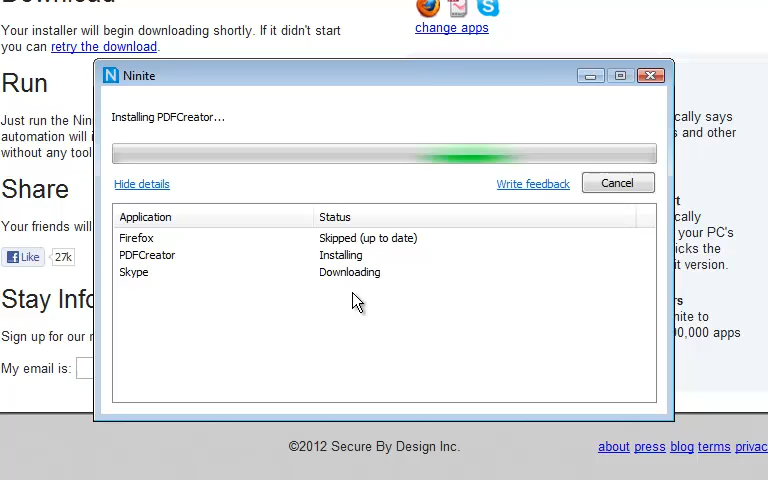 Your installer will begin downloading shortly. If it didn't start
you can retry the download.
change apps
Run
Just run the Nin
automation will i
without any tool
Share
Your friends will
Like
27k
Stay Info
Sign up for our n
My email is:
Ninite
Installing PDFCreator...
Hide details
Write feedback
Cancel
Application Status
Firefox Skipped (up to date)
PDFCreator Installing
Skype Downloading
cally says
s and other
rt
cally
your PC's
icks the
it version.
rs
nite to
00,000 apps
©2012 Secure By Design Inc.
about press blog terms privac